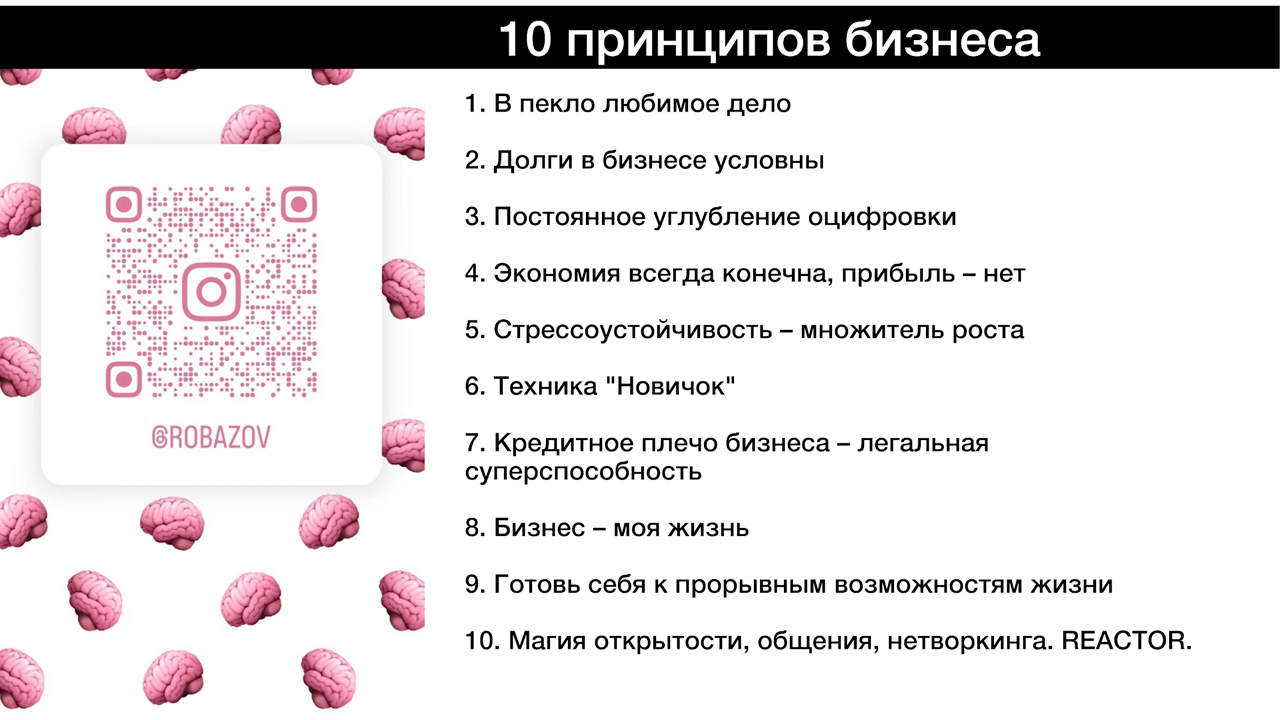 10 принципов бизнеса
@ROBAZOV
1. В пекло любимое дело
2. Долги в бизнесе условны
3. Постоянное углубление оцифровки
4. Экономия всегда конечна, прибыль – нет
5. Стрессоустойчивость – множитель роста
6. Техника "Новичок"
7. Кредитное плечо бизнеса – легальная
суперспособность
8. Бизнес – моя жизнь
9. Готовь себя к прорывным возможностям жизни
10. Магия открытости, общения, нетворкинга. REACTOR.